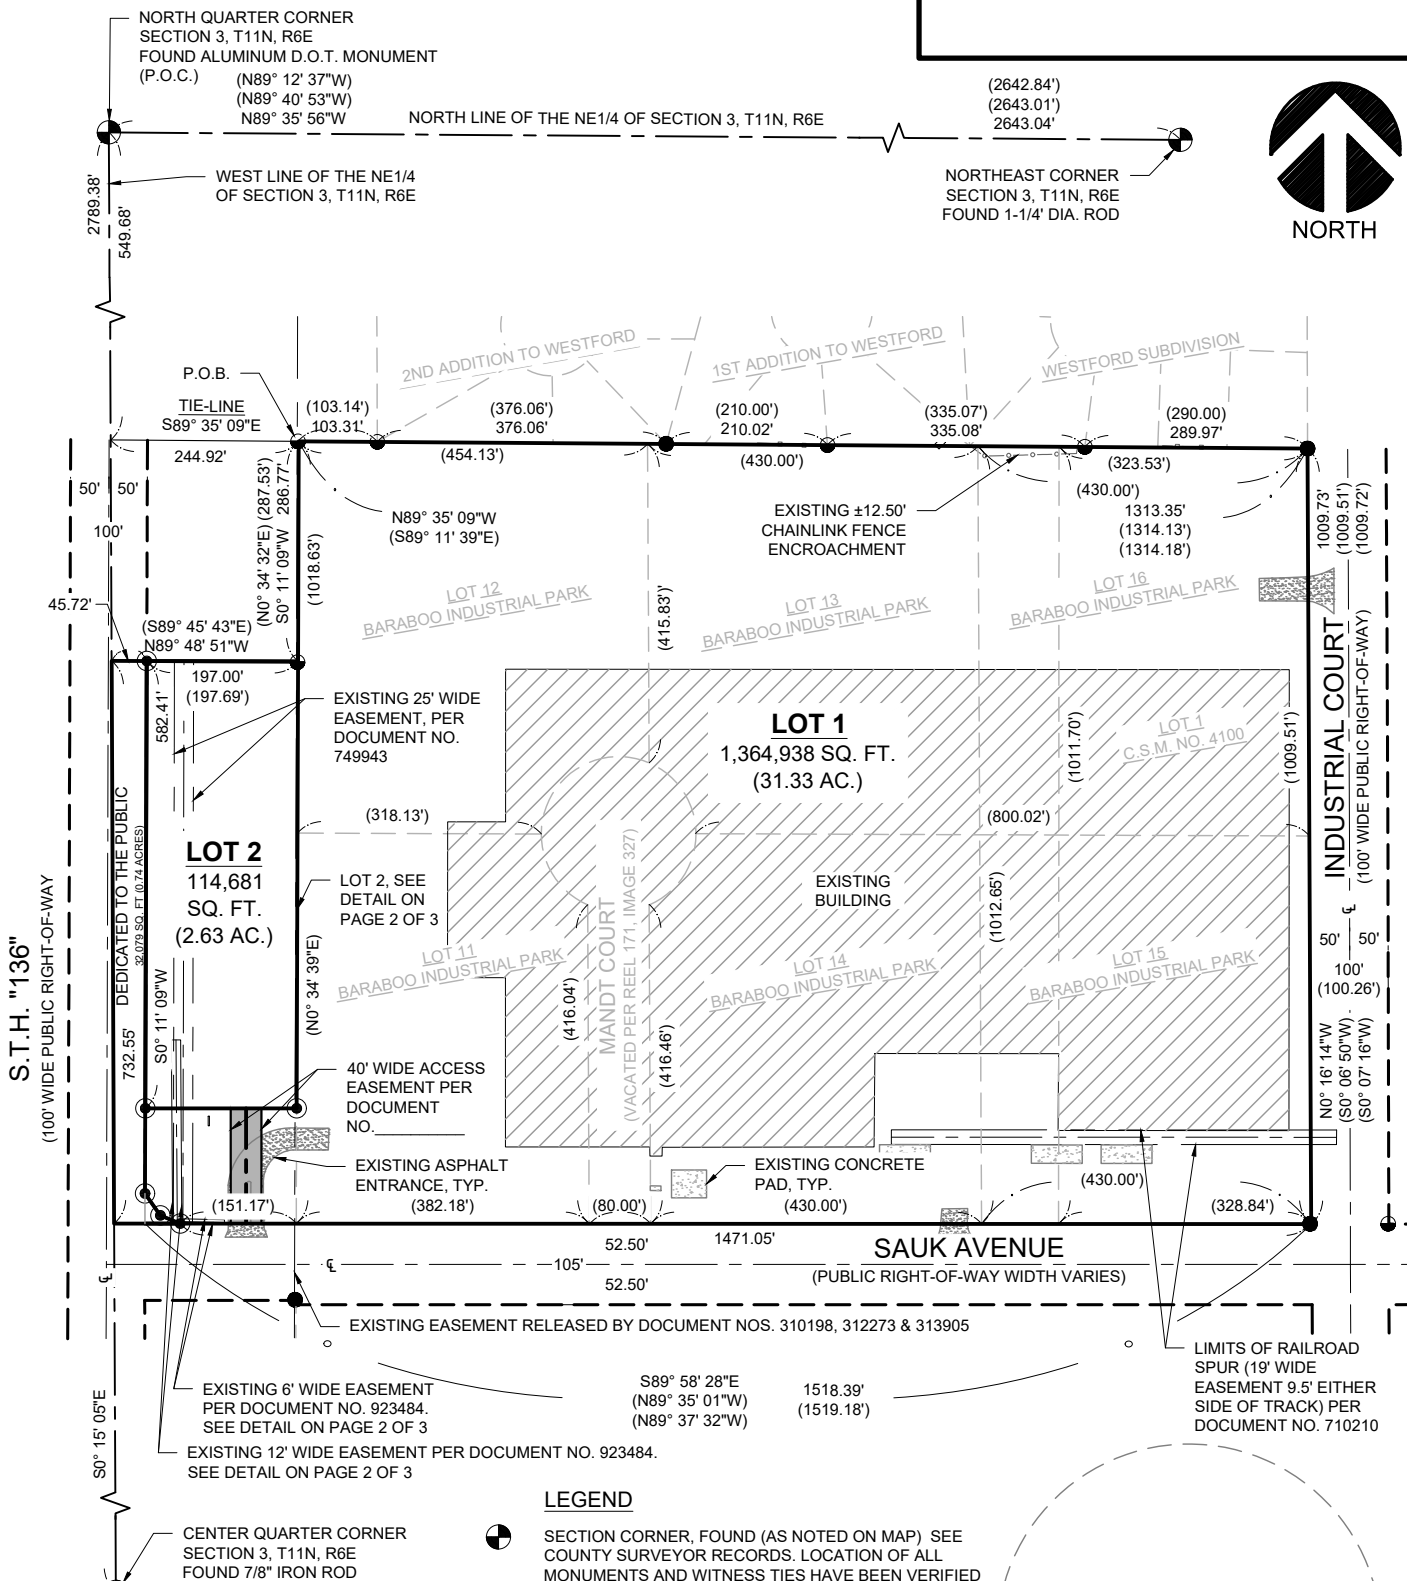 NORTH QUARTER CORNER
SECTION 3, T11N, R6E
FOUND ALUMINUM D.O.T. MONUMENT
(P.O.C.)
(N89° 12' 37"W)
(N89° 40' 53"W)
N89° 35' 56"W
NORTH LINE OF THE NE1/4 OF SECTION 3, T11N, R6E
(2642.84')
(2643.01')
2643.04'
NORTH
WEST LINE OF THE NE1/4
OF SECTION 3, T11N, R6E
NORTHEAST CORNER
SECTION 3, T11N, R6E
FOUND 1-1/4' DIA. ROD
2789.38'
549.68'
2ND ADDITION TO WESTFORD
1ST ADDITION TO WESTFORD
WESTFORD SUBDIVISION
P.O.B.
TIE-LINE
S89° 35' 09"E
244.92'
(103.14')
103.31'
(376.06')
376.06'
(210.00')
210.02'
(335.07')
335.08'
(290.00)
289.97'
(454.13')
(430.00')
(323.53')
(430.00')
50'
50'
100'
N89° 35' 09"W
(S89° 11' 39"E)
EXISTING ±12.50'
CHAINLINK FENCE
ENCROACHMENT
1313.35'
(1314.13')
(1314.18')
(N0° 34' 32"E) (287.53')
S0° 11' 09"W 286.77'
(1018.63')
1009.73'
(1009.51')
(1009.72')
45.72'
(S89° 45' 43"E)
N89° 48' 51"W
197.00'
(197.69')
LOT 12
BARABOO INDUSTRIAL PARK
(415.83')
LOT 13
BARABOO INDUSTRIAL PARK
LOT 16
BARABOO INDUSTRIAL PARK
582.41'
EXISTING 25' WIDE
EASEMENT, PER
DOCUMENT NO.
749943
LOT 1
1,364,938 SQ. FT.
(31.33 AC.)
(1011.70')
LOT 1
C.S.M. NO. 4100
(1009.51')
INDUSTRIAL COURT
(100' WIDE PUBLIC RIGHT-OF-WAY)
(318.13')
(800.02')
DEDICATED TO THE PUBLIC
32,079 SQ. FT (0.74 ACRES)
LOT 2
114,681
SQ. FT.
(2.63 AC.)
LOT 2, SEE
DETAIL ON
PAGE 2 OF 3
EXISTING
BUILDING
MANDT COURT
(VACATED PER REEL 171, IMAGE 327)
(1012.65')
S.T.H. "136"
(100' WIDE PUBLIC RIGHT-OF-WAY)
LOT 11
BARABOO INDUSTRIAL PARK
LOT 14
BARABOO INDUSTRIAL PARK
LOT 15
BARABOO INDUSTRIAL PARK
50'
50'
100'
(100.26')
732.55'
S0° 11' 09"W
(N0° 34' 39"E)
(416.04')
(416.46')
N0° 16' 14"W
(S0° 06' 50"W)
(S0° 07' 16"W)
40' WIDE ACCESS
EASEMENT PER
DOCUMENT
NO.__________
EXISTING ASPHALT
ENTRANCE, TYP.
EXISTING CONCRETE
PAD, TYP.
(151.17')
(382.18')
(80.00')
(430.00')
(430.00')
(328.84')
52.50'
1471.05'
SAUK AVENUE
(PUBLIC RIGHT-OF-WAY WIDTH VARIES)
105'
52.50'
EXISTING EASEMENT RELEASED BY DOCUMENT NOS. 310198, 312273 & 313905
LIMITS OF RAILROAD
SPUR (19' WIDE
EASEMENT 9.5' EITHER
SIDE OF TRACK) PER
DOCUMENT NO. 710210
S89° 58' 28"E
(N89° 35' 01"W)
(N89° 37' 32"W)
1518.39'
(1519.18')
EXISTING 6' WIDE EASEMENT
PER DOCUMENT NO. 923484.
SEE DETAIL ON PAGE 2 OF 3
EXISTING 12' WIDE EASEMENT PER DOCUMENT NO. 923484.
SEE DETAIL ON PAGE 2 OF 3
S0° 15' 05"E
CENTER QUARTER CORNER
SECTION 3, T11N, R6E
FOUND 7/8" IRON ROD
LEGEND
SECTION CORNER, FOUND (AS NOTED ON MAP) SEE
COUNTY SURVEYOR RECORDS. LOCATION OF ALL
MONUMENTS AND WITNESS TIES HAVE BEEN VERIFIED